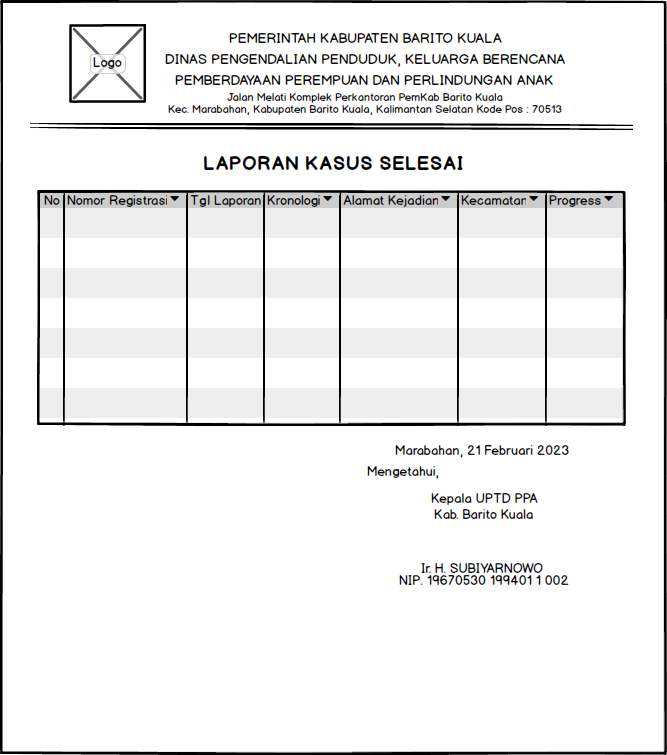 Logo
PEMERINTAH KABUPATEN BARITO KUALA
DINAS PENGENDALIAN PENDUDUK, KELUARGA BERENCANA
PEMBERDAYAAN PEREMPUAN DAN PERLINDUNGAN ANAK
Jalan Melati Komplek Perkantoran PemKab Barito Kuala
Kec. Marabahan, Kabupaten Barito Kuala, Kalimantan Selatan Kode Pos : 70513
LAPORAN KASUS SELESAI
No Nomor Registrasi Tgl Laporan Kronologi Alamat Kejadian Kecamatan Progress
Marabahan, 21 Februari 2023
Mengetahui,
Kepala UPTD PPA
Kab. Barito Kuala
Ir. H. SUBIYARNOWO
NIP. 19670530 199401 1 002